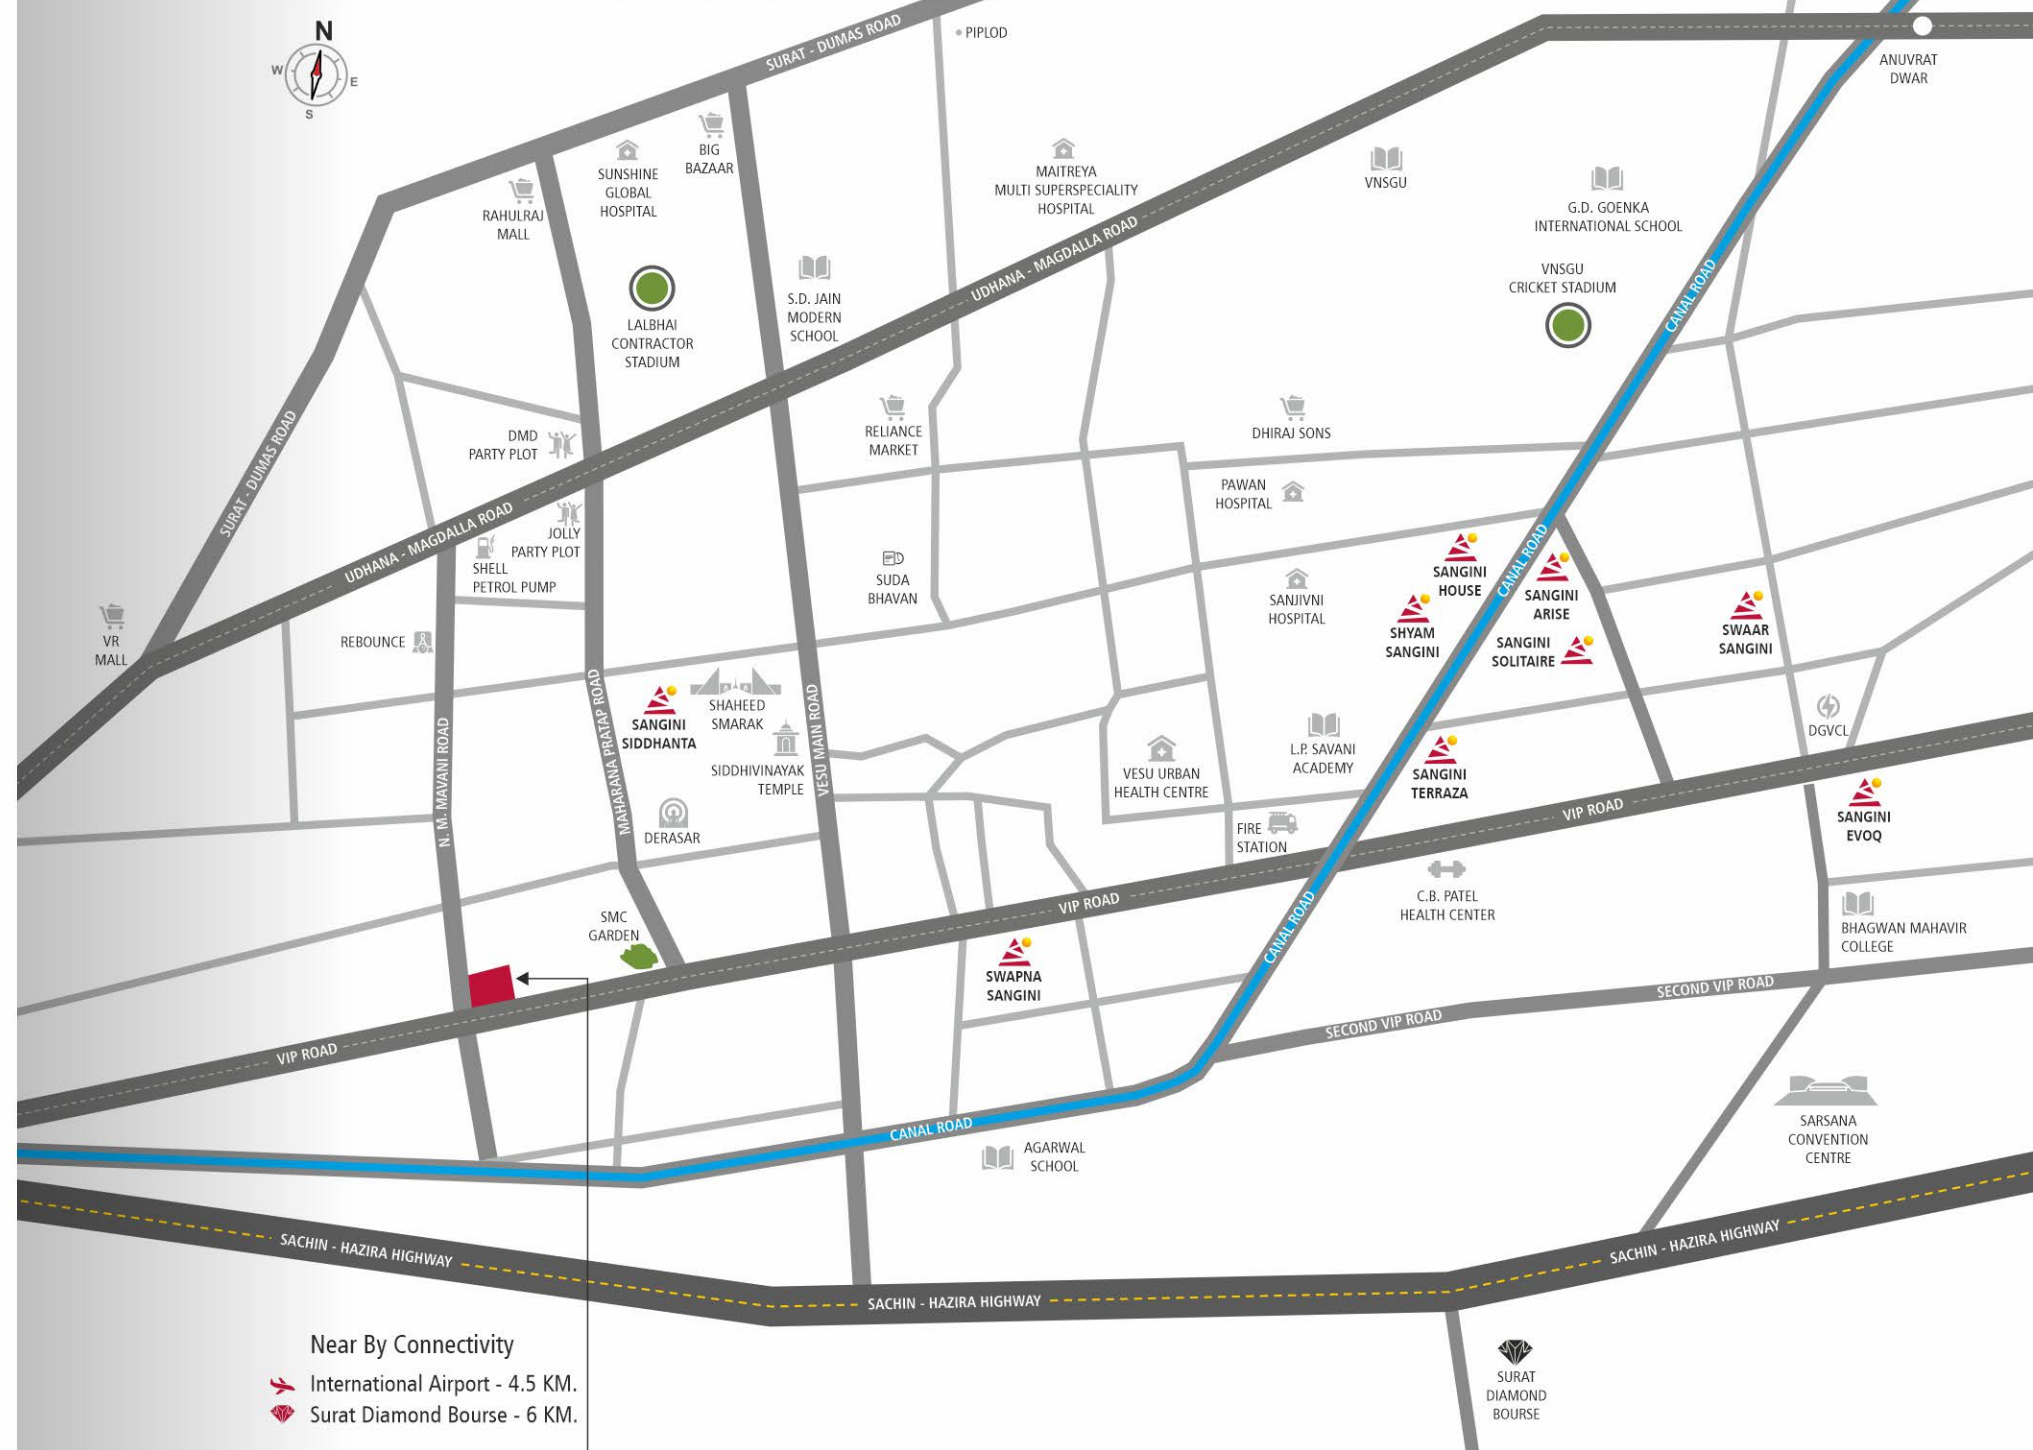 N
W
E
S
SURAT - DUMAS ROAD
PIPLOD
ANUVRAT
DWAR
BIG
BAZAAR
SUNSHINE
GLOBAL
HOSPITAL
RAHULRAJ
MALL
MAITREYA
MULTI SUPERSPECIALITY
HOSPITAL
VNSGU
G.D. GOENKA
INTERNATIONAL SCHOOL
UDHANA - MAGDALLA ROAD
VNSGU
CRICKET STADIUM
CANAL ROAD
LALBHAI
CONTRACTOR
STADIUM
S.D. JAIN
MODERN
SCHOOL
SURAT - DUMAS ROAD
DMD
PARTY PLOT
RELIANCE
MARKET
DHIRAJ SONS
PAWAN
HOSPITAL
UDHANA - MAGDALLA ROAD
JOLLY
PARTY PLOT
SHELL
PETROL PUMP
SUDA
BHAVAN
SANJIVNI
HOSPITAL
SANGINI
HOUSE
CANAL ROAD
SANGINI
ARISE
SHYAM
SANGINI
SANGINI
SOLITAIRE
SWAAR
SANGINI
VR
MALL
REBOUNCE
N. M. MAVANI ROAD
MAHARANA PRATAP ROAD
SANGINI
SIDDHANTA
SHAHEED
SMARAK
SIDDHIVINAYAK
TEMPLE
VESU MAIN ROAD
DERASAR
VESU URBAN
HEALTH CENTRE
L.P. SAVANI
ACADEMY
SANGINI
TERRAZA
DGVCL
VIP ROAD
SANGINI
EVOQ
FIRE
STATION
C.B. PATEL
HEALTH CENTER
VIP ROAD
CANAL ROAD
BHAGWAN MAHAVIR
COLLEGE
SMC
GARDEN
SWAPNA
SANGINI
SECOND VIP ROAD
SECOND VIP ROAD
VIP ROAD
CANAL ROAD
AGARWAL
SCHOOL
SARSANA
CONVENTION
CENTRE
SACHIN - HAZIRA HIGHWAY
SACHIN - HAZIRA HIGHWAY
SACHIN - HAZIRA HIGHWAY
Near By Connectivity
International Airport - 4.5 KM.
Surat Diamond Bourse - 6 KM.
SURAT
DIAMOND
BOURSE